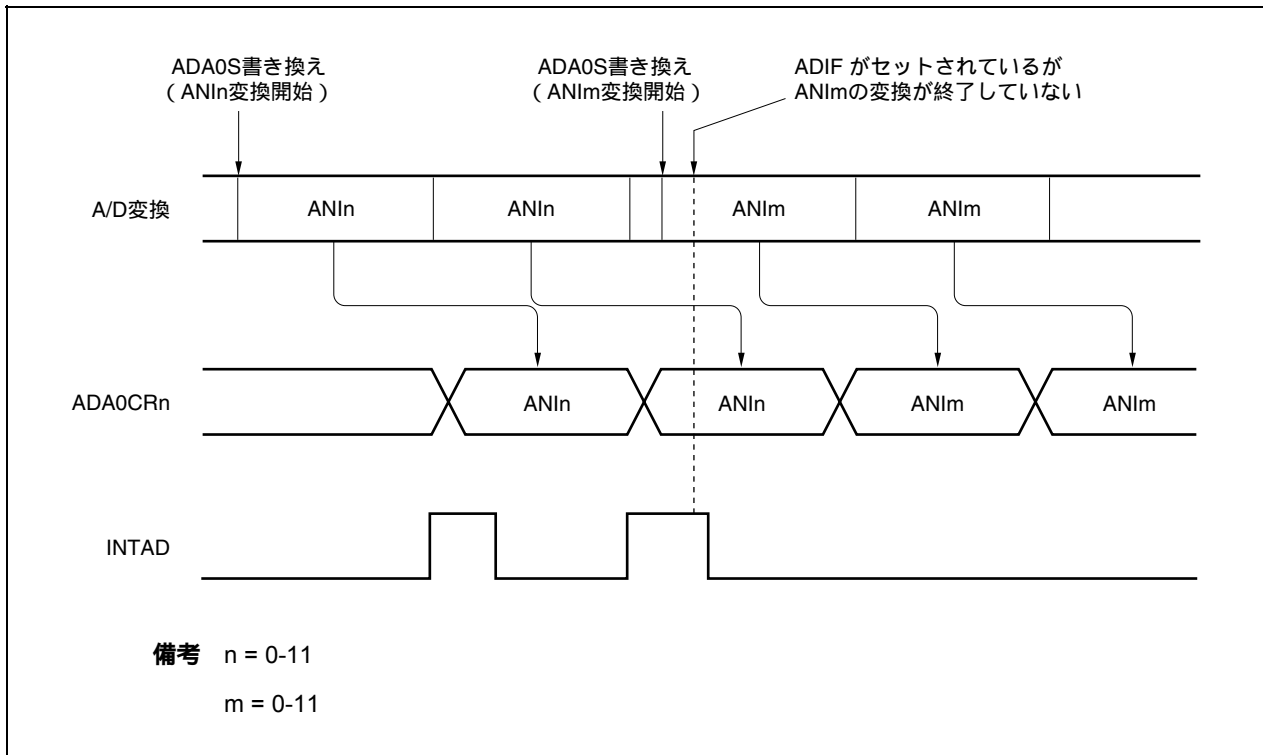 ADA0S書き換え
(ANIn変換開始)
ADA0S書き換え
(ANIm変換開始)
ADIF がセットされているが
ANImの変換が終了していない
A/D変換
ANIn
ANIn
ANIm
ANIm
ADA0CRn
ANIn
ANIn
ANIm
ANIm
INTAD
備考 n = 0-11
m = 0-11